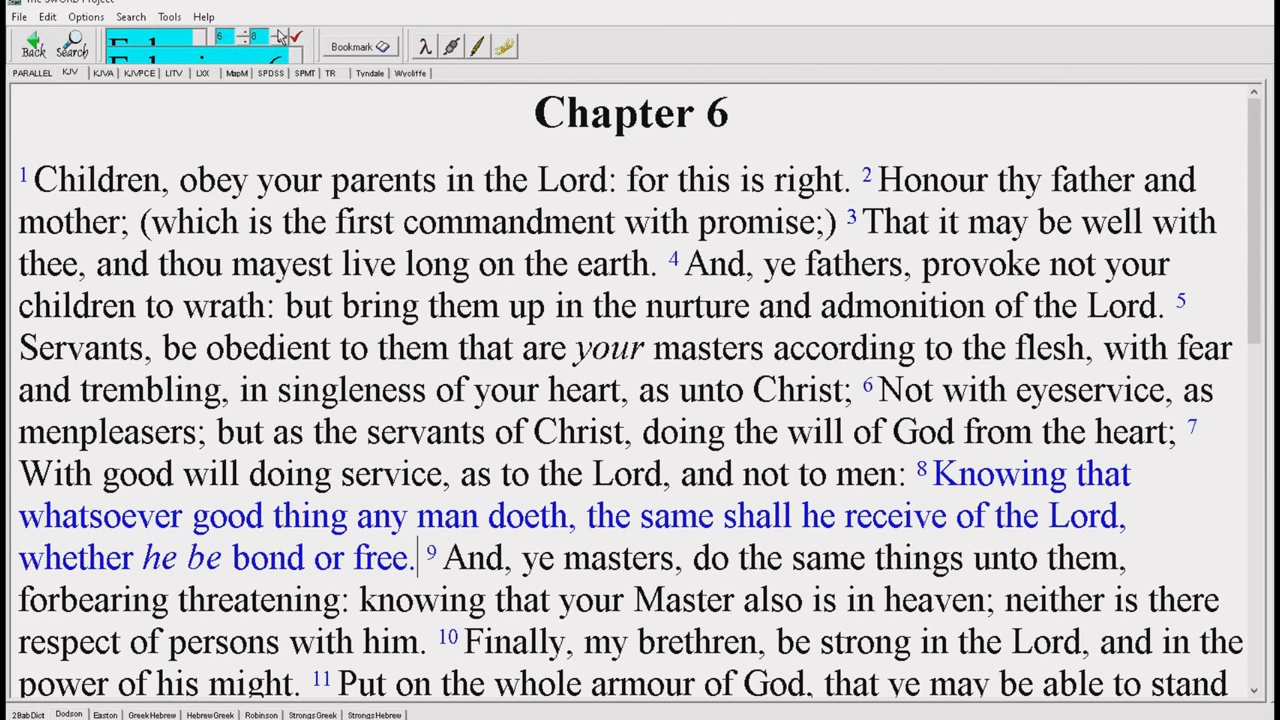 The SWORD Project
File Edit Options Search Tools Help
Back Search 6 8 Bookmark λ
PARALLEL KJV KJVA KJVPCE LITV LXX MapM SPDSS SPMT TR Tyndale Wycliffe
Chapter 6
1 Children, obey your parents in the Lord: for this is right. 2 Honour thy father and
mother; (which is the first commandment with promise;) 3 That it may be well with
thee, and thou mayest live long on the earth. 4 And, ye fathers, provoke not your
children to wrath: but bring them up in the nurture and admonition of the Lord. 5
Servants, be obedient to them that are your masters according to the flesh, with fear
and trembling, in singleness of your heart, as unto Christ; 6 Not with eyeservice, as
menpleasers; but as the servants of Christ, doing the will of God from the heart; 7
With good will doing service, as to the Lord, and not to men: 8 Knowing that
whatsoever good thing any man doeth, the same shall he receive of the Lord,
whether he be bond or free. 9 And, ye masters, do the same things unto them,
forbearing threatening: knowing that your Master also is in heaven; neither is there
respect of persons with him. 10 Finally, my brethren, be strong in the Lord, and in the
power of his might. 11 Put on the whole armour of God, that ye may be able to stand
2BabDict Dodson Easton GreekHebrew HebrewGreek Robinson StrongsGreek StrongsHebrew